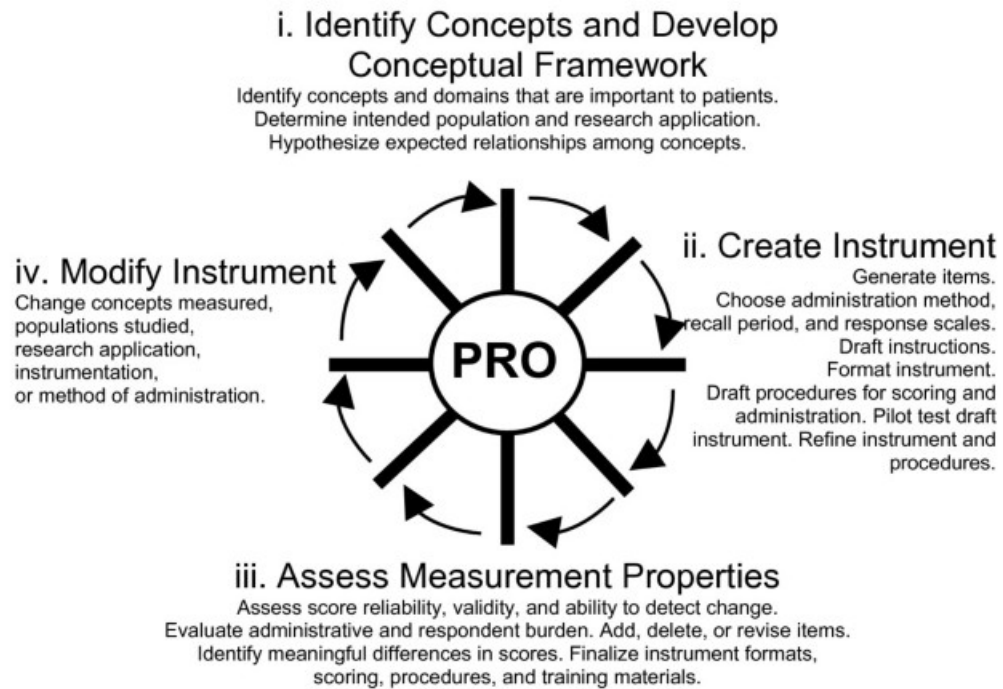 i. Identify Concepts and Develop
Conceptual Framework
Identify concepts and domains that are important to patients.
Determine intended population and research application.
Hypothesize expected relationships among concepts.
ii. Create Instrument
Generate items.
Choose administration method,
recall period, and response scales.
Draft instructions.
Format instrument.
Draft procedures for scoring and
administration. Pilot test draft
instrument. Refine instrument and
procedures.
iv. Modify Instrument
Change concepts measured,
populations studied,
research application,
instrumentation,
or method of administration.
PRO
iii. Assess Measurement Properties
Assess score reliability, validity, and ability to detect change.
Evaluate administrative and respondent burden. Add, delete, or revise items.
Identify meaningful differences in scores. Finalize instrument formats,
scoring, procedures, and training materials.